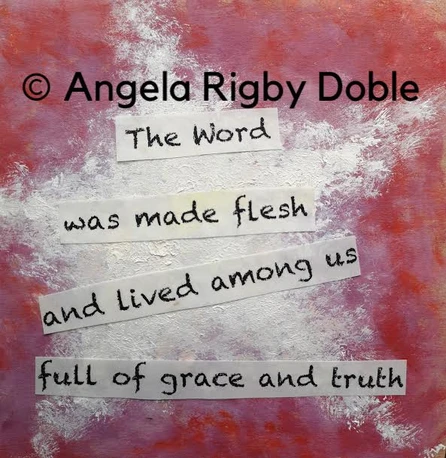 © Angela Rigby Doble
The Word
was made flesh
and lived among us
full of grace and truth